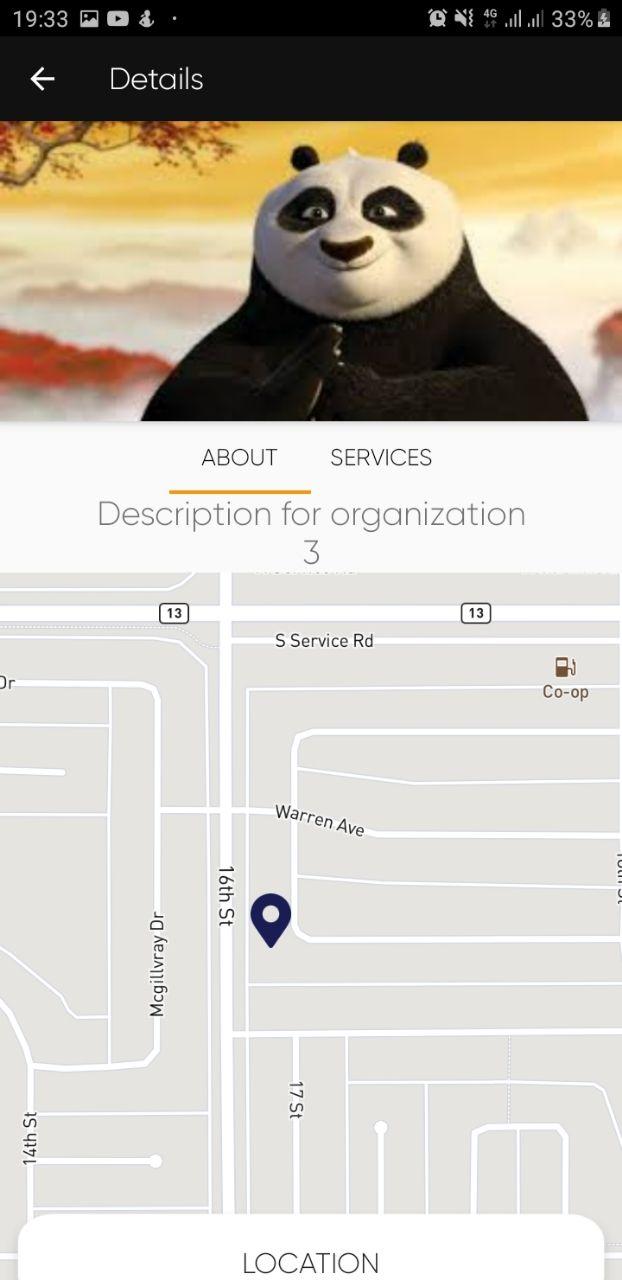 19:33
4G
33%
Details
ABOUT SERVICES
Description for organization
3
13
13
S Service Rd
Co-op
Dr
Warren Ave
16th St
Mcgillvray Dr
17 St
14th St
LOCATION